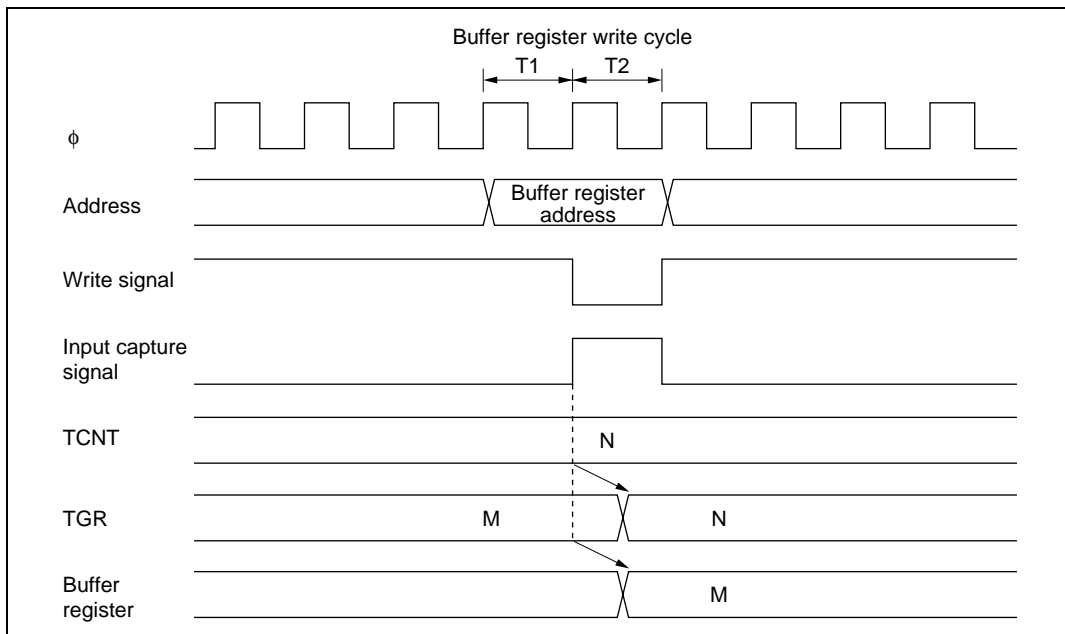 Buffer register write cycle
T1 T2
ϕ
Buffer register
address
Address
Write signal
Input capture
signal
TCNT
N
TGR
M N
Buffer
register
M